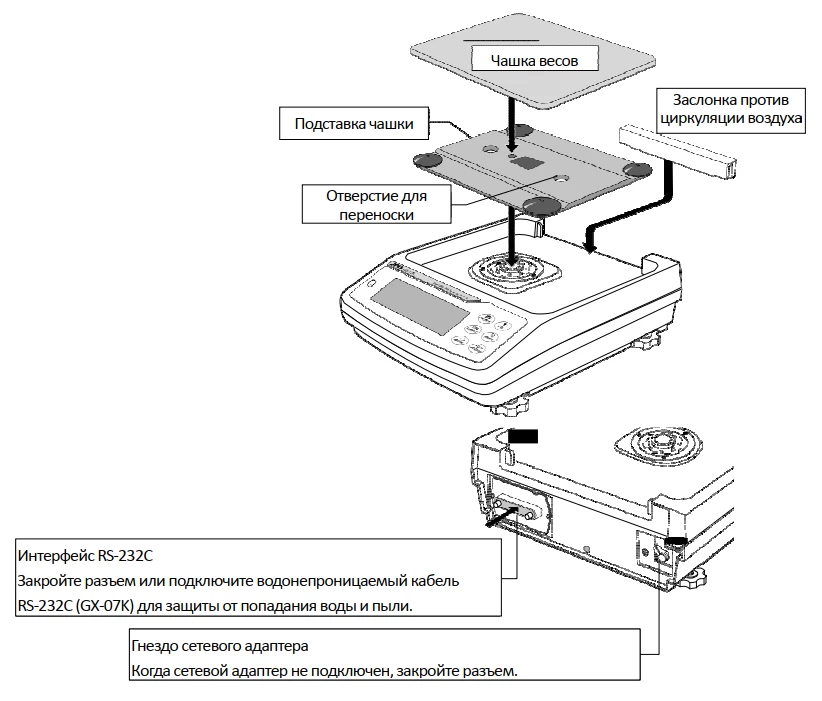 Чашка весов
Заслонка против
циркуляции воздуха
Подставка чашки
Отверстие для
переноски
Интерфейс RS-232C
Закройте разъем или подключите водонепроницаемый кабель
RS-232C (GX-07K) для защиты от попадания воды и пыли.
Гнездо сетевого адаптера
Когда сетевой адаптер не подключен, закройте разъем.